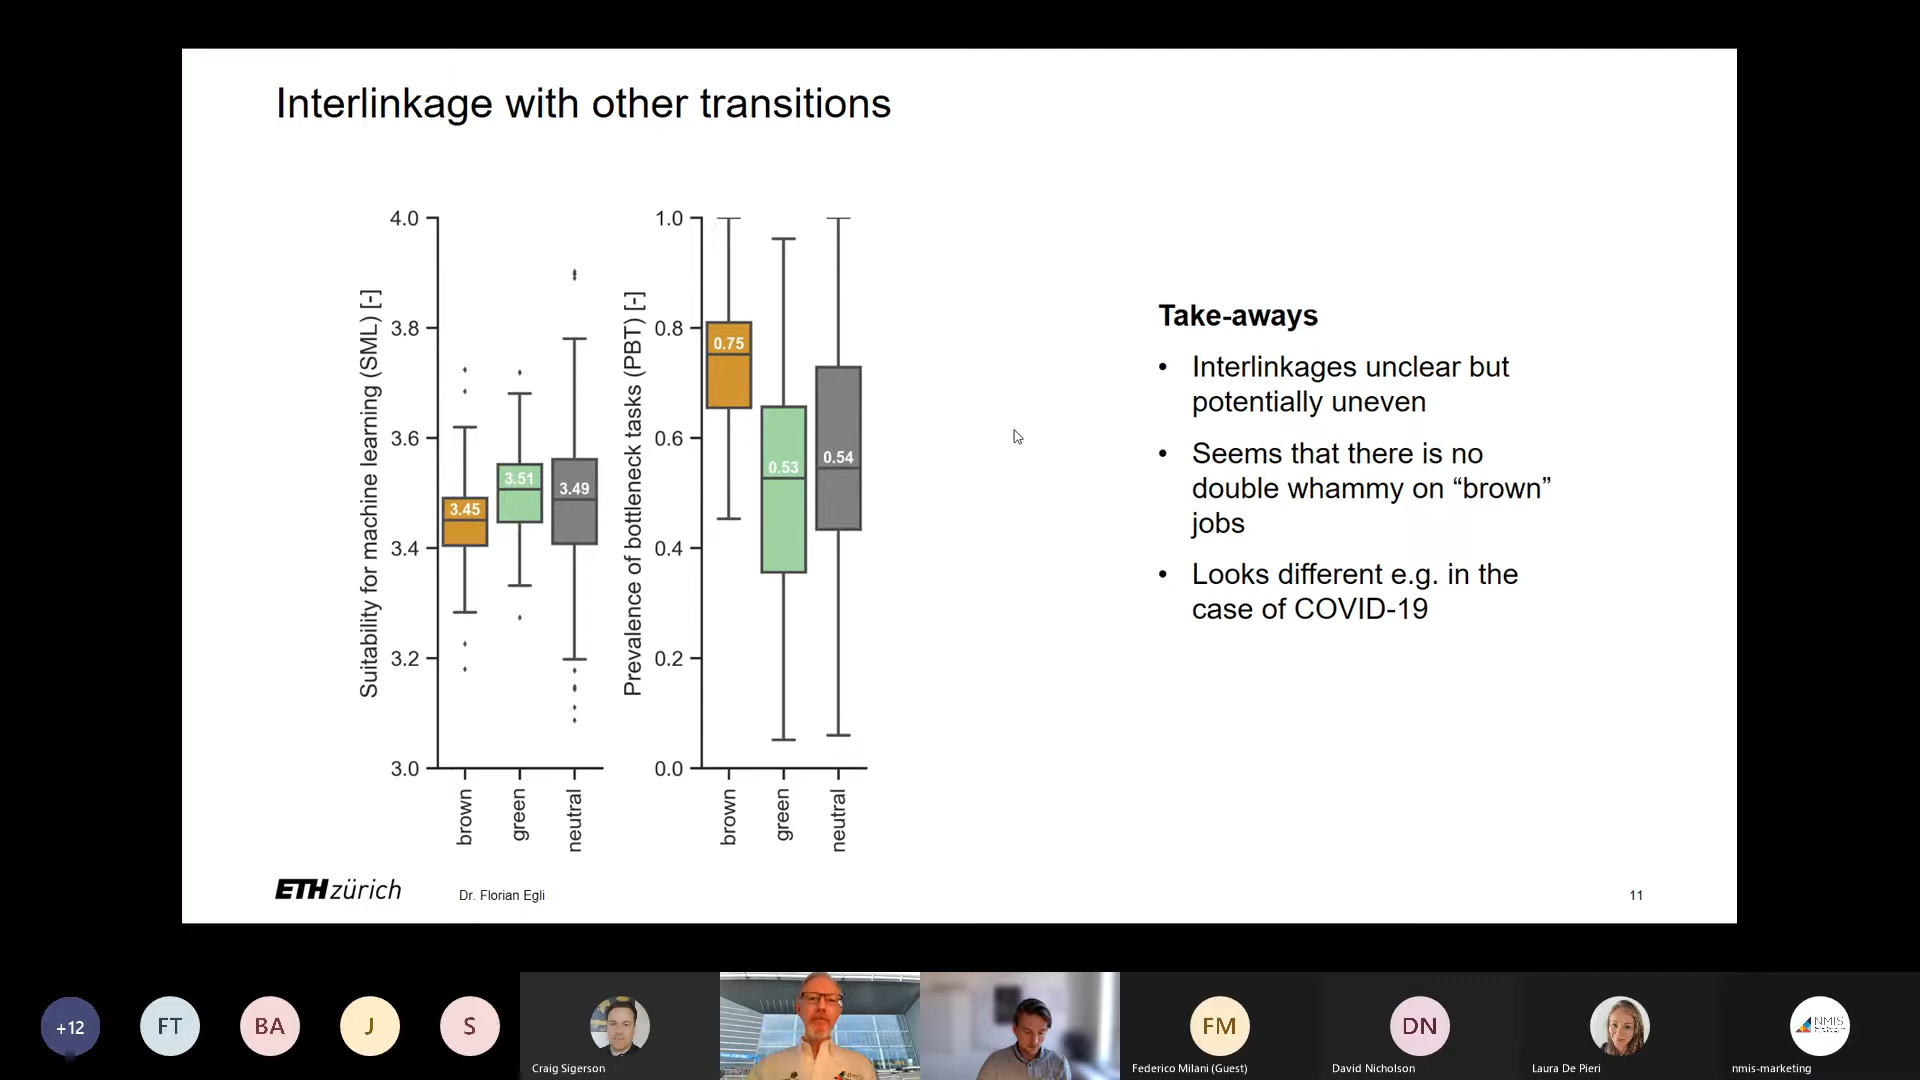 Interlinkage with other transitions
Suitability for machine learning (SML) [-]
4.0
3.8
3.6
3.4
3.2
3.0
3.45
3.51
3.49
brown
green
neutral
Prevalence of bottleneck tasks (PBT) [-]
1.0
0.8
0.6
0.4
0.2
0.0
0.75
0.53
0.54
brown
green
neutral
Take-aways
• Interlinkages unclear but
potentially uneven
• Seems that there is no
double whammy on “brown”
jobs
• Looks different e.g. in the
case of COVID-19
ETH zürich
Dr. Florian Egli
11
+12
FT
BA
J
S
Craig Sigerson
FM
Federico Milani (Guest)
DN
David Nicholson
Laura De Pieri
NMIS
nmis-marketing